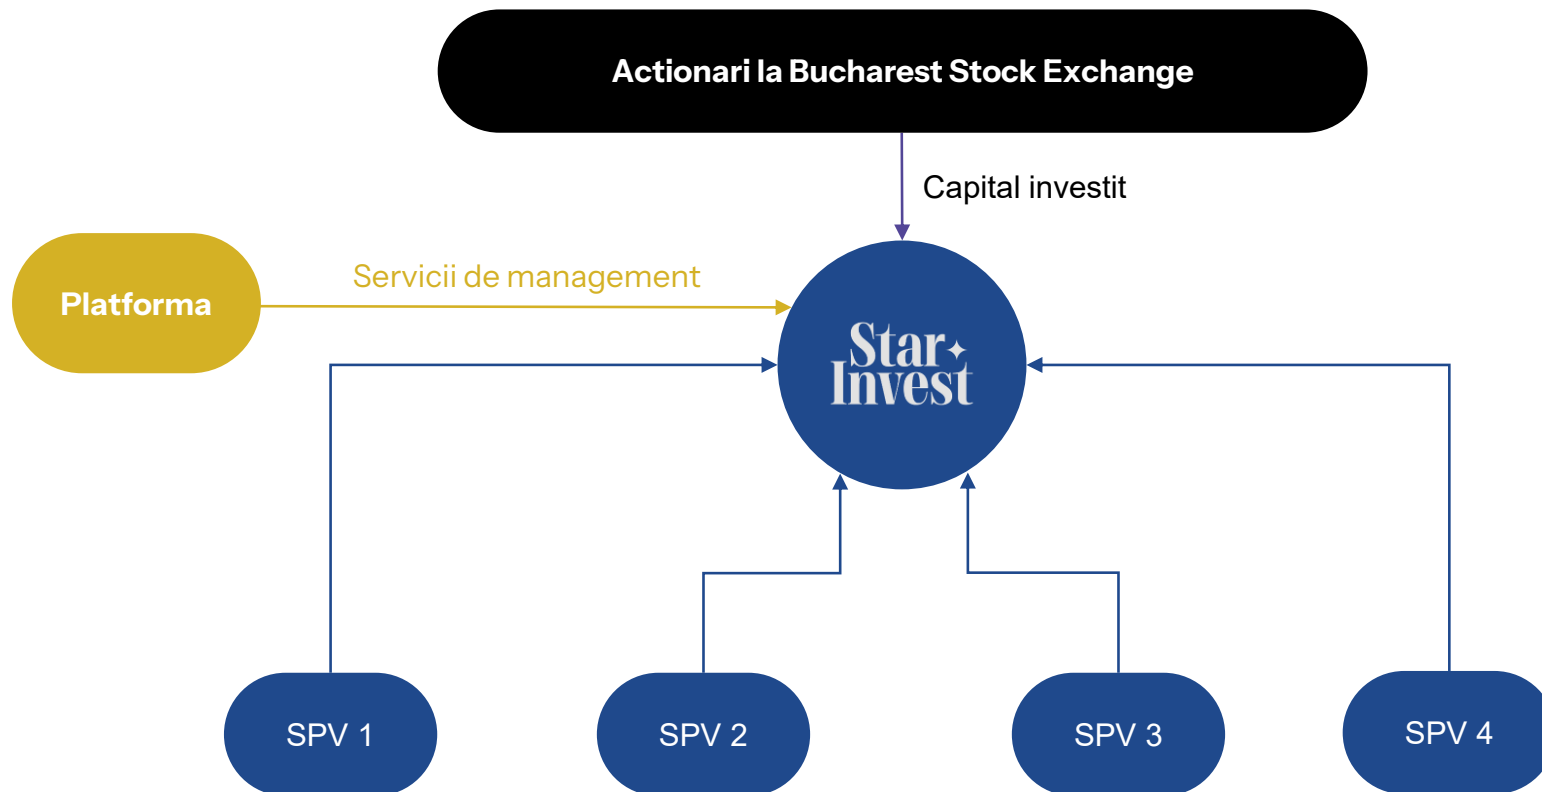 Actionari la Bucharest Stock Exchange
Capital investit
Servicii de management
Platforma
Star
Invest
SPV 1
SPV 2
SPV 3
SPV 4